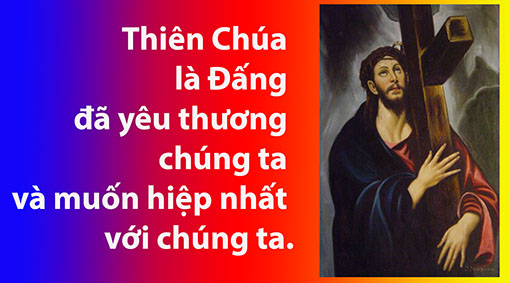 Thiên Chúa
là Đấng
đã yêu thương
chúng ta
và muốn hiệp nhất
với chúng ta.